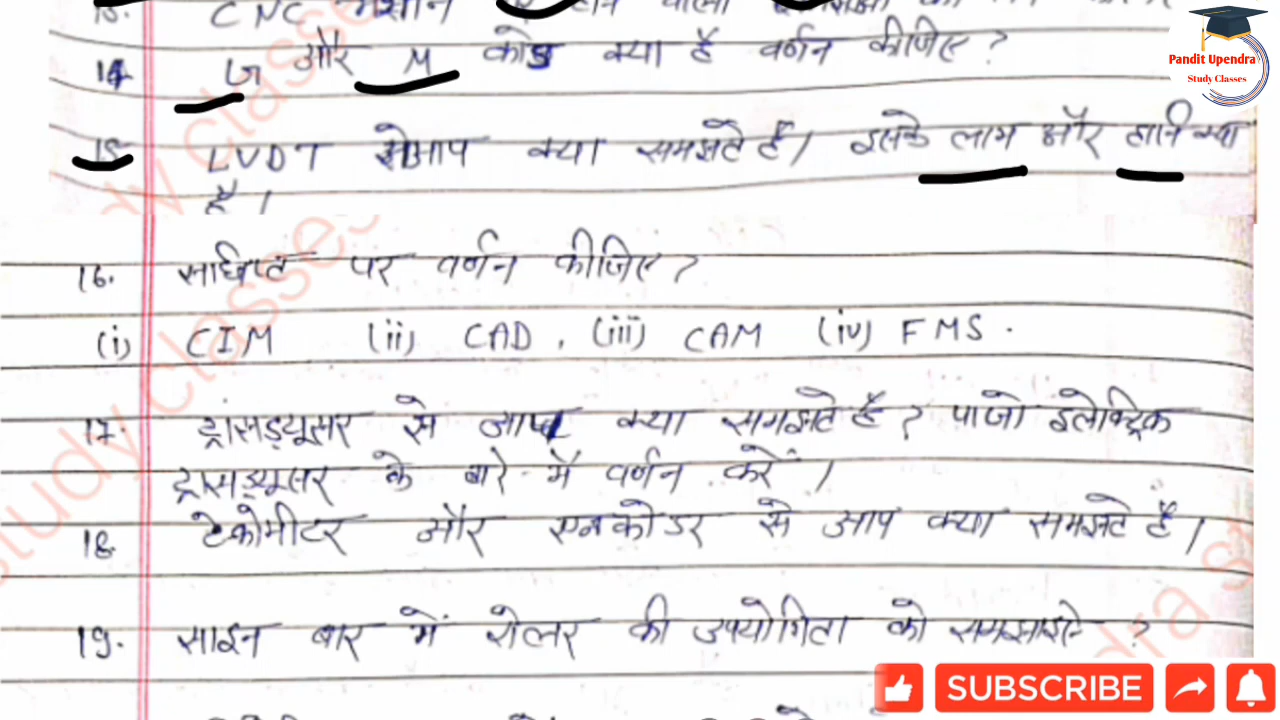 CNC मशीन
14 G और M कोड क्या है वर्णन कीजिए ?
15 LVDT सेआप क्या समझते हैं। इसके लाभ और हानि क्या
है।
16. साक्षिप्त पर वर्णन कीजिए ?
(i) CIM (ii) CAD , (iii) CAM (iv) FMS .
17. ट्रांसड्यूसर से आप क्या समझते है ? पाजो इलेक्ट्रिक
ट्रासड्यूसर के बारे में वर्णन करें ।
18. टेकोमीटर और एनकोडर से आप क्या समझते हैं।
19. साइन बार में रोलर की उपयोगिता को समझाइये ?
Pandit Upendra
Study Classes
SUBSCRIBE